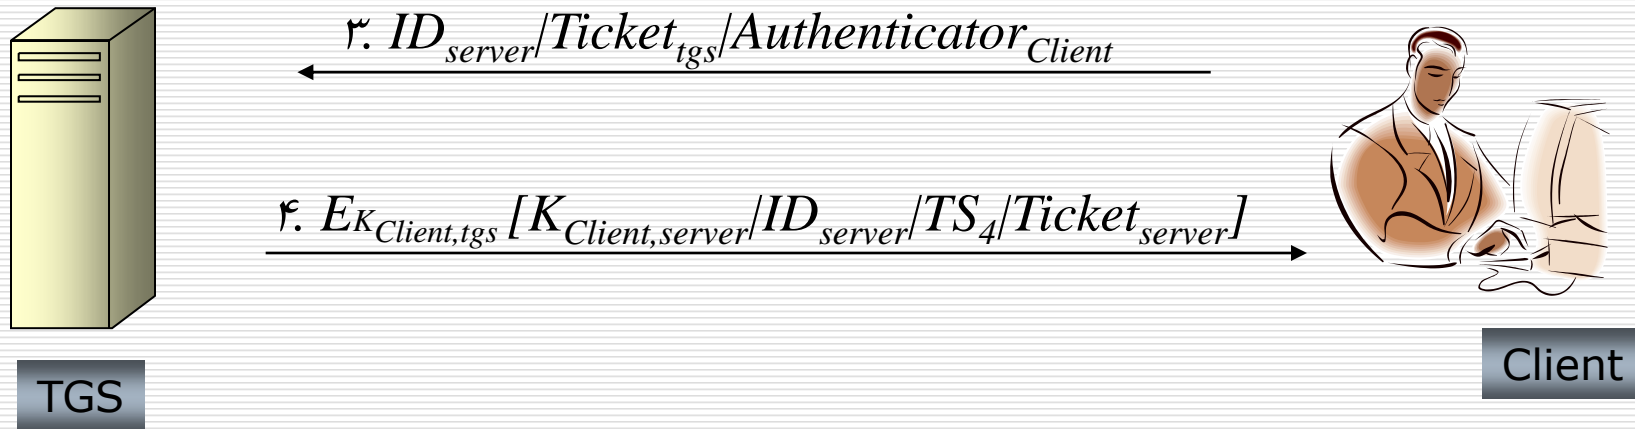 ۳. ID_server/Ticket_tgs/Authenticator_Client
۴. E_K_Client,tgs [K_Client,server/ID_server/TS_4/Ticket_server]
Client
TGS